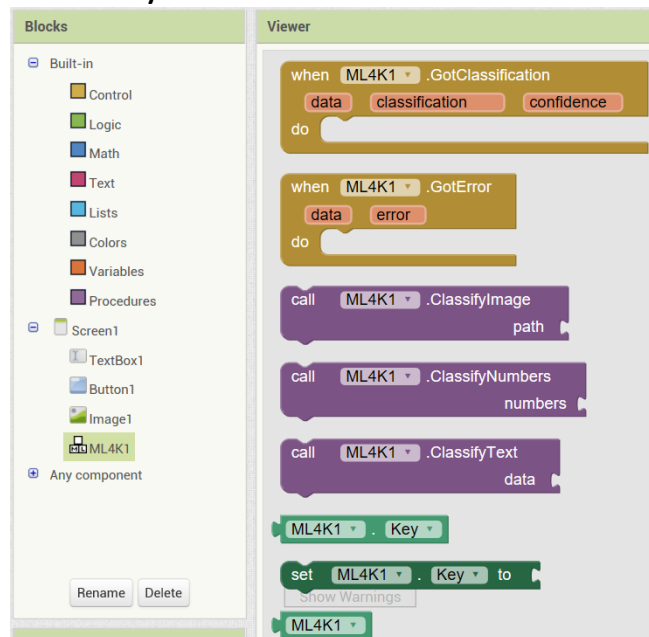 Blocks
Built-in
Control
Logic
Math
Text
Lists
Colors
Variables
Procedures
Screen1
TextBox1
Button1
Image1
ML4K1
Any component
Rename Delete
Viewer
when ML4K1 .GotClassification
data classification confidence
do
when ML4K1 .GotError
data error
do
call ML4K1 .ClassifyImage
path
call ML4K1 .ClassifyNumbers
numbers
call ML4K1 .ClassifyText
data
ML4K1 . Key
set ML4K1 . Key to
Show Warnings
ML4K1